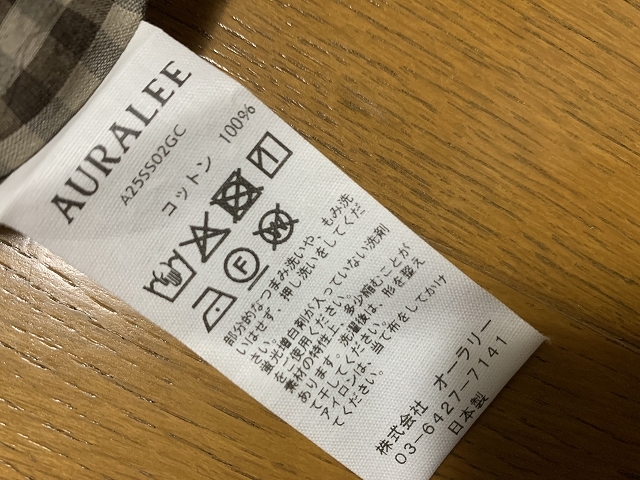 AURALEE
A25SS02GC
コットン 100%
F
W
部分的なつまみ洗いや、もみ洗
いはせず、押し洗いをしてくだ
さい。
蛍光増白剤が入っていない洗剤
をご使用ください。
素材の特性上、多少縮むことが
あります。洗濯後は、形を整え
て干してください。
アイロンは、当て布をしてかけ
てください。
株式会社 オーラリー
03-6427-7141
日本製